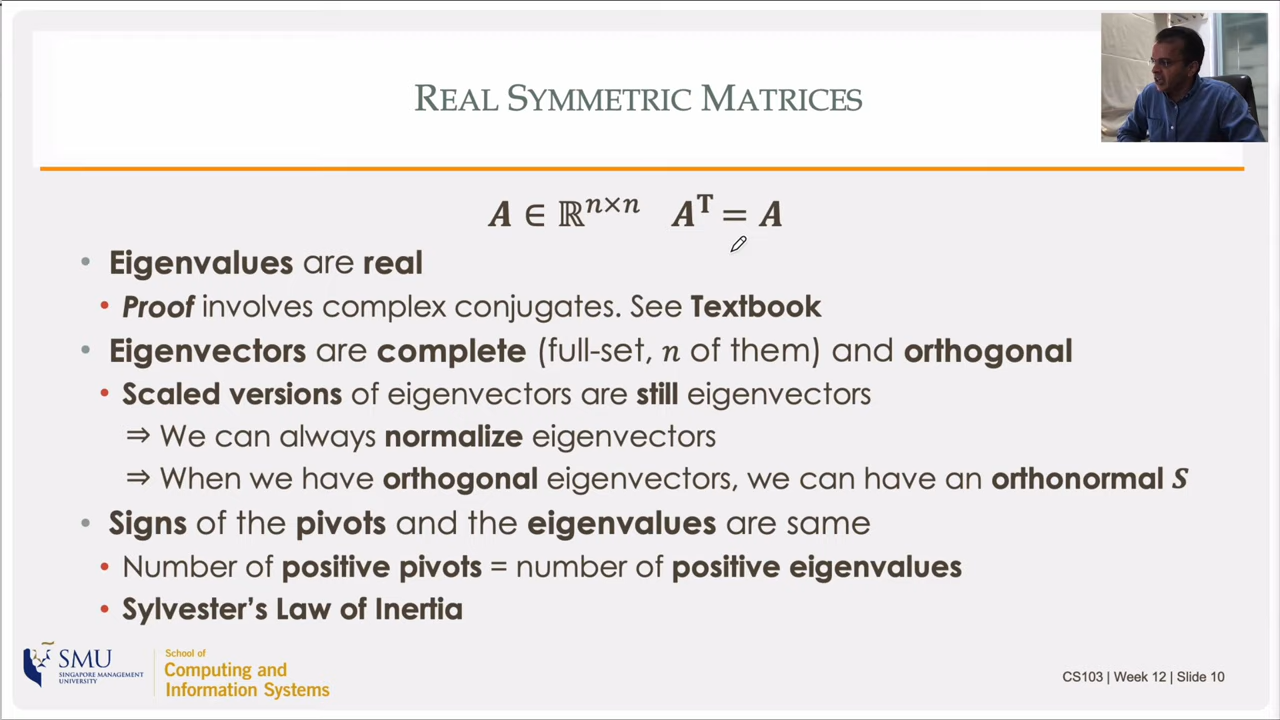 REAL SYMMETRIC MATRICES
A ∈ ℝⁿˣⁿ Aᵀ = A
• Eigenvalues are real
• Proof involves complex conjugates. See Textbook
• Eigenvectors are complete (full-set, n of them) and orthogonal
• Scaled versions of eigenvectors are still eigenvectors
⇒ We can always normalize eigenvectors
⇒ When we have orthogonal eigenvectors, we can have an orthonormal S
• Signs of the pivots and the eigenvalues are same
• Number of positive pivots = number of positive eigenvalues
• Sylvester's Law of Inertia
SMU
SINGAPORE MANAGEMENT
UNIVERSITY
School of
Computing and
Information Systems
CS103 | Week 12 | Slide 10